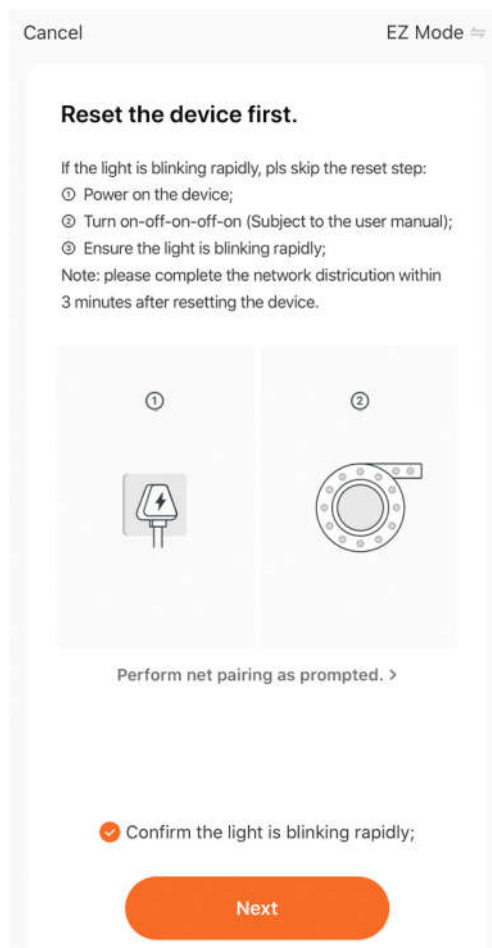 Cancel EZ Mode ⇋
Reset the device first.
If the light is blinking rapidly, pls skip the reset step:
① Power on the device;
② Turn on-off-on-off-on (Subject to the user manual);
③ Ensure the light is blinking rapidly;
Note: please complete the network districution within
3 minutes after resetting the device.
① ②
Perform net pairing as prompted. >
Confirm the light is blinking rapidly;
Next